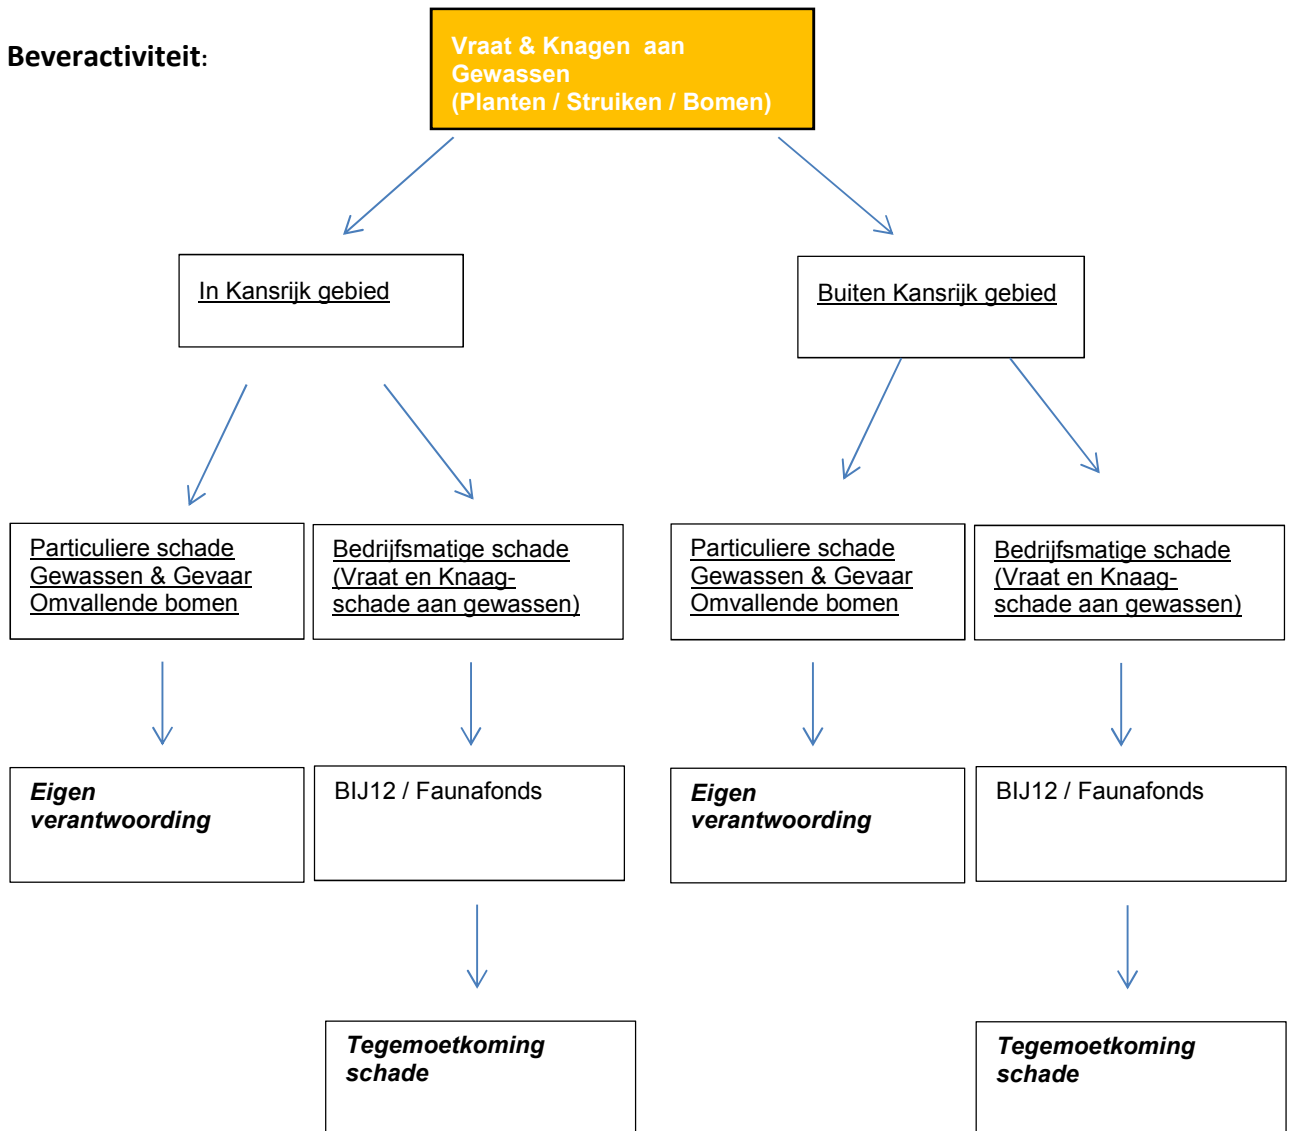 Beveractiviteit:
Vraat & Knagen aan
Gewassen
(Planten / Struiken / Bomen)
In Kansrijk gebied
Buiten Kansrijk gebied
Particuliere schade
Gewassen & Gevaar
Omvallende bomen
Bedrijfsmatige schade
(Vraat en Knaag-
schade aan gewassen)
Particuliere schade
Gewassen & Gevaar
Omvallende bomen
Bedrijfsmatige schade
(Vraat en Knaag-
schade aan gewassen)
Eigen
verantwoording
BIJ12 / Faunafonds
Eigen
verantwoording
BIJ12 / Faunafonds
Tegemoetkoming
schade
Tegemoetkoming
schade